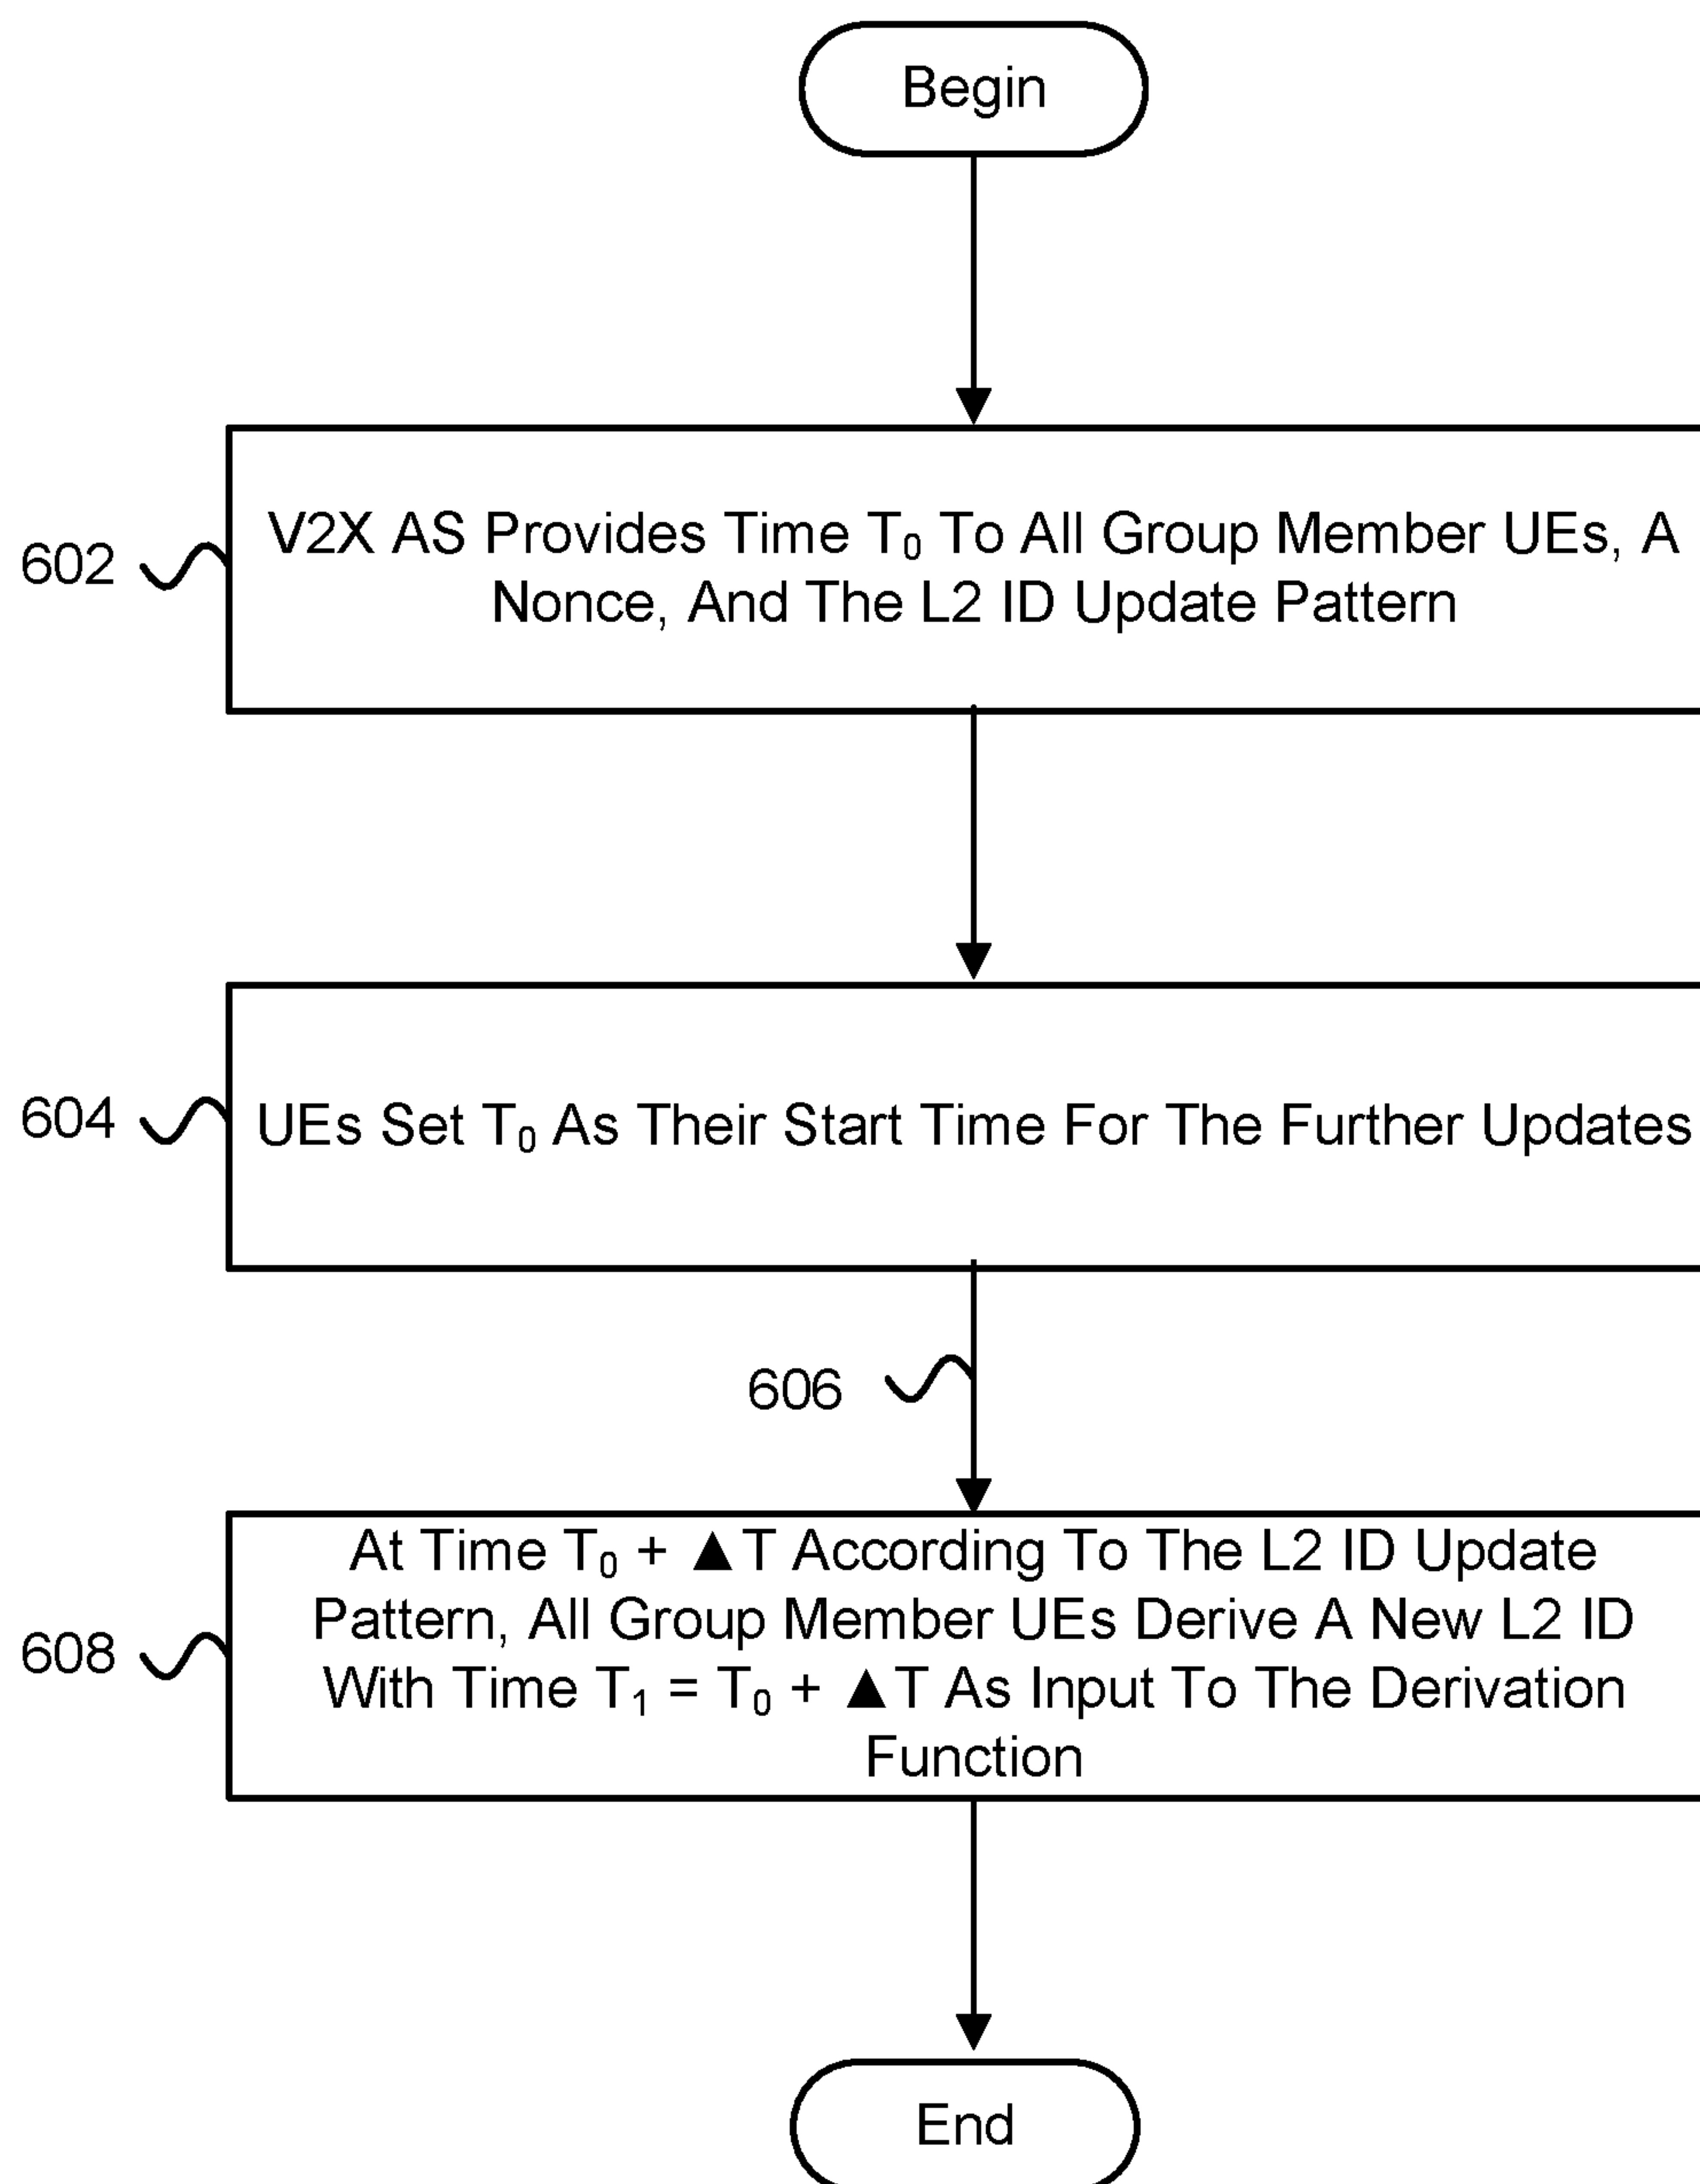 Begin
602
V2X AS Provides Time T₀ To All Group Member UEs, A
Nonce, And The L2 ID Update Pattern
604
UEs Set T₀ As Their Start Time For The Further Updates
606
608
At Time T₀ + ▲T According To The L2 ID Update
Pattern, All Group Member UEs Derive A New L2 ID
With Time T₁ = T₀ + ▲T As Input To The Derivation
Function
End